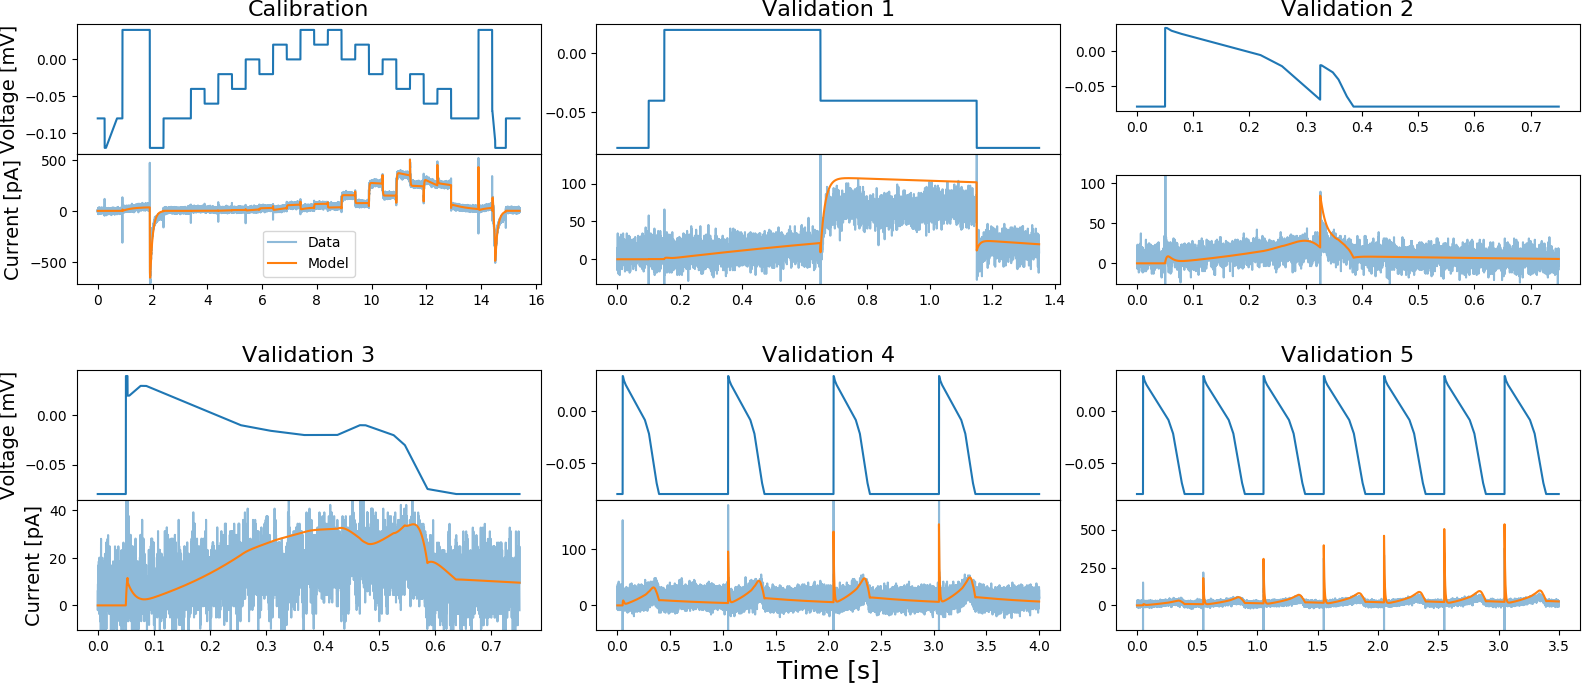 Calibration
Validation 1
Validation 2
Voltage [mV]
0.00
−0.05
−0.10
0.00
−0.05
0.00
−0.05
0.0 0.1 0.2 0.3 0.4 0.5 0.6 0.7
Current [pA]
500
0
−500
Data
Model
0 2 4 6 8 10 12 14 16
100
50
0
0.0 0.2 0.4 0.6 0.8 1.0 1.2 1.4
100
50
0
0.0 0.1 0.2 0.3 0.4 0.5 0.6 0.7
Validation 3
Validation 4
Validation 5
Voltage [mV]
0.00
−0.05
0.00
−0.05
0.00
−0.05
Current [pA]
40
20
0
0.0 0.1 0.2 0.3 0.4 0.5 0.6 0.7
100
0
0.0 0.5 1.0 1.5 2.0 2.5 3.0 3.5 4.0
500
250
0
0.0 0.5 1.0 1.5 2.0 2.5 3.0 3.5
Time [s]